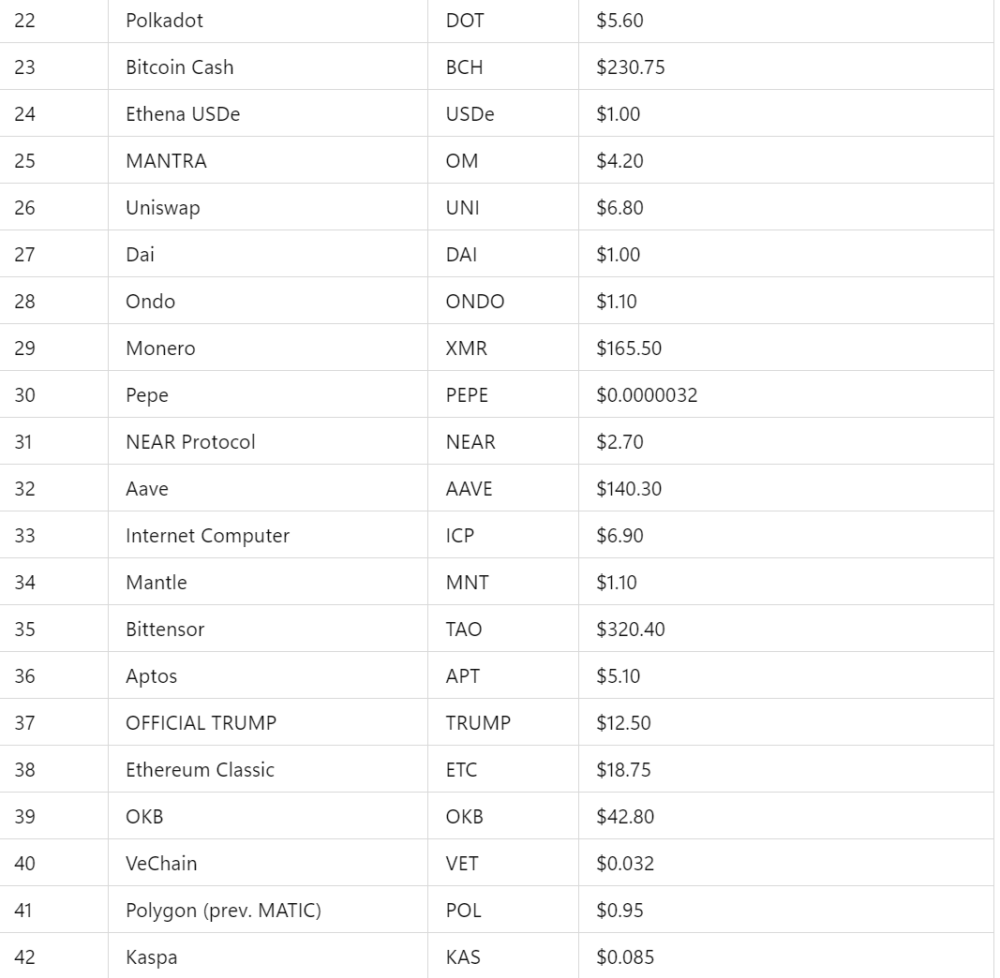 22 Polkadot DOT $5.60
23 Bitcoin Cash BCH $230.75
24 Ethena USDe USDe $1.00
25 MANTRA OM $4.20
26 Uniswap UNI $6.80
27 Dai DAI $1.00
28 Ondo ONDO $1.10
29 Monero XMR $165.50
30 Pepe PEPE $0.0000032
31 NEAR Protocol NEAR $2.70
32 Aave AAVE $140.30
33 Internet Computer ICP $6.90
34 Mantle MNT $1.10
35 Bittensor TAO $320.40
36 Aptos APT $5.10
37 OFFICIAL TRUMP TRUMP $12.50
38 Ethereum Classic ETC $18.75
39 OKB OKB $42.80
40 VeChain VET $0.032
41 Polygon (prev. MATIC) POL $0.95
42 Kaspa KAS $0.085